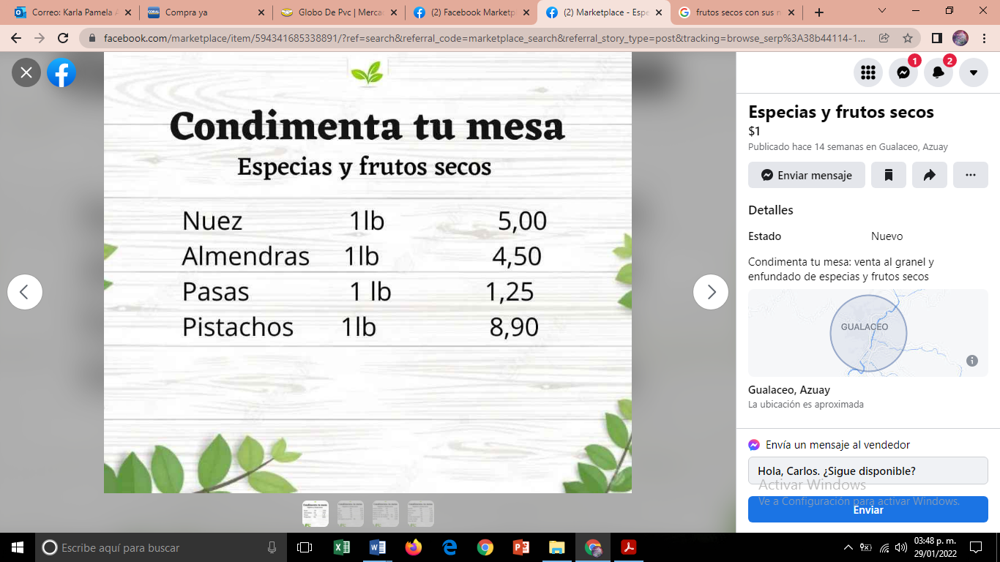 Correo: Karla Pamela A
Compra ya
Globo De Pvc | Merca
(2) Facebook Marketp
(2) Marketplace - Espe
frutos secos con sus n
facebook.com/marketplace/item/594341685338891/?ref=search&referral_code=marketplace_search&referral_story_type=post&tracking=browse_serp%3A38b44114-1...
1
2
Condimenta tu mesa
Especias y frutos secos
Nuez 1lb 5,00
Almendras 1lb 4,50
Pasas 1 lb 1,25
Pistachos 1lb 8,90
Especias y frutos secos
$1
Publicado hace 14 semanas en Gualaceo, Azuay
Enviar mensaje
Detalles
Estado Nuevo
Condimenta tu mesa: venta al granel y
enfundado de especias y frutos secos
GUALACEO
Gualaceo, Azuay
La ubicación es aproximada
Envía un mensaje al vendedor
Hola, Carlos. ¿Sigue disponible?
Activar Windows
Ve a Configuración para activar Windows.
Enviar
Escribe aquí para buscar
03:48 p. m.
29/01/2022